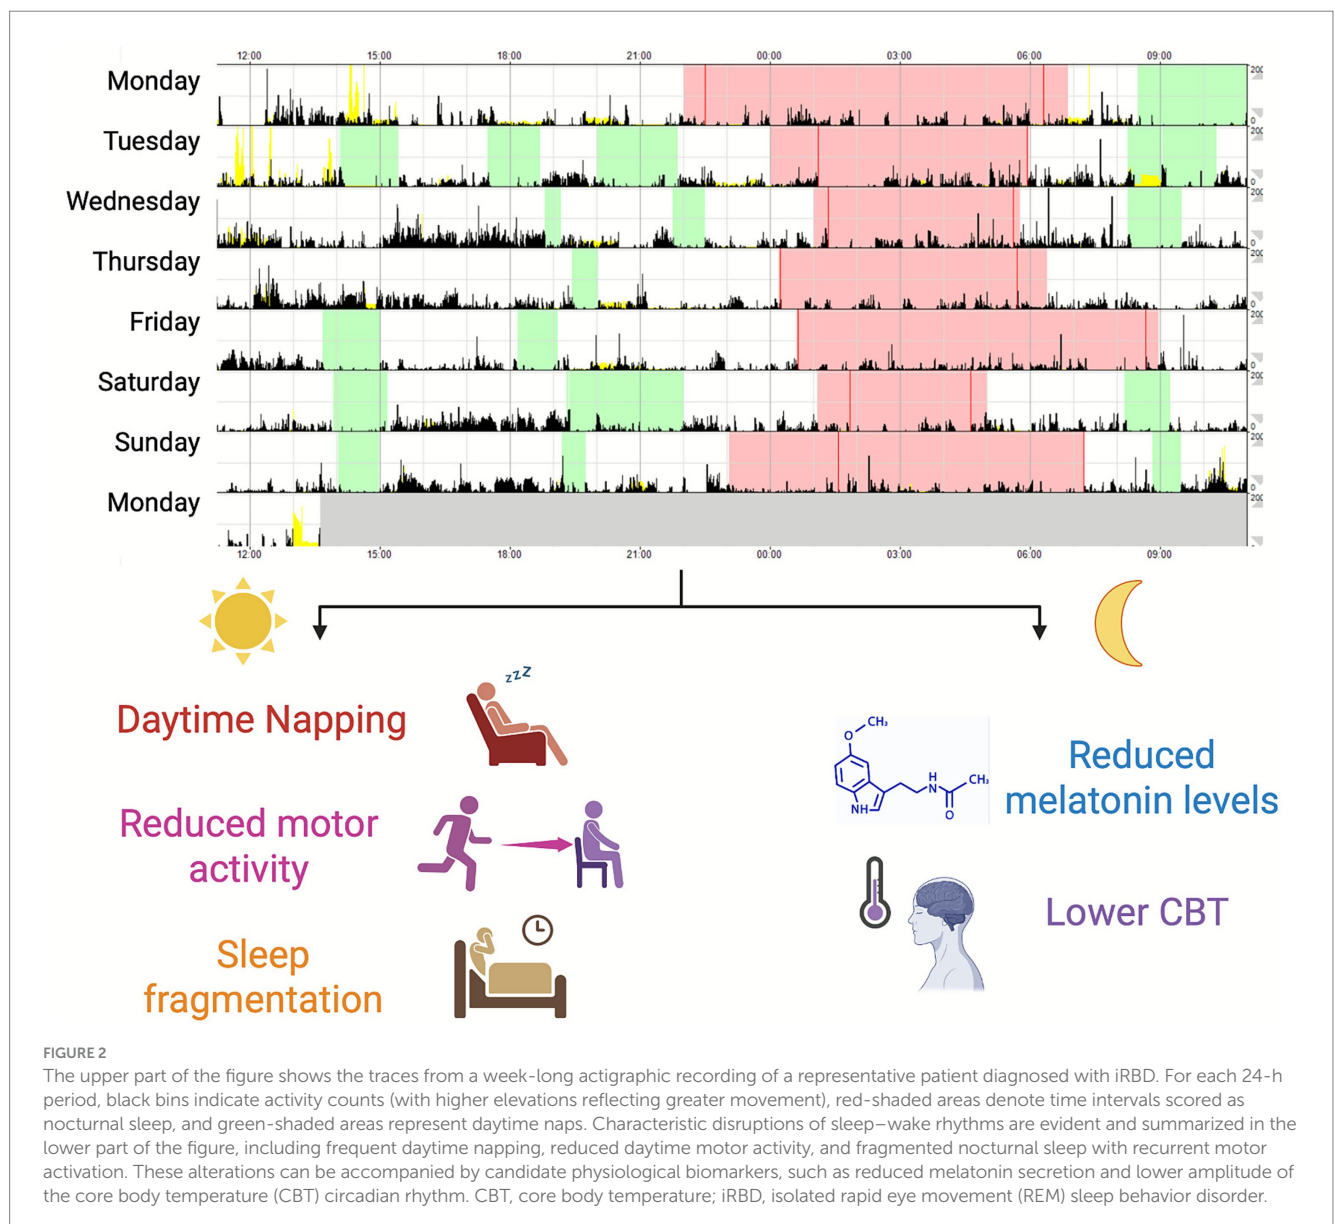 12:00 15:00 18:00 21:00 00:00 03:00 06:00 09:00
Monday
Tuesday
Wednesday
Thursday
Friday
Saturday
Sunday
Monday
12:00 15:00 18:00 21:00 00:00 03:00 06:00 09:00
zzZ
Daytime Napping
Reduced motor
activity
Sleep
fragmentation
CH₃
O
H
N
CH₃
NH
O
Reduced
melatonin levels
Lower CBT
FIGURE 2
The upper part of the figure shows the traces from a week-long actigraphic recording of a representative patient diagnosed with iRBD. For each 24-h
period, black bins indicate activity counts (with higher elevations reflecting greater movement), red-shaded areas denote time intervals scored as
nocturnal sleep, and green-shaded areas represent daytime naps. Characteristic disruptions of sleep–wake rhythms are evident and summarized in the
lower part of the figure, including frequent daytime napping, reduced daytime motor activity, and fragmented nocturnal sleep with recurrent motor
activation. These alterations can be accompanied by candidate physiological biomarkers, such as reduced melatonin secretion and lower amplitude of
the core body temperature (CBT) circadian rhythm. CBT, core body temperature; iRBD, isolated rapid eye movement (REM) sleep behavior disorder.